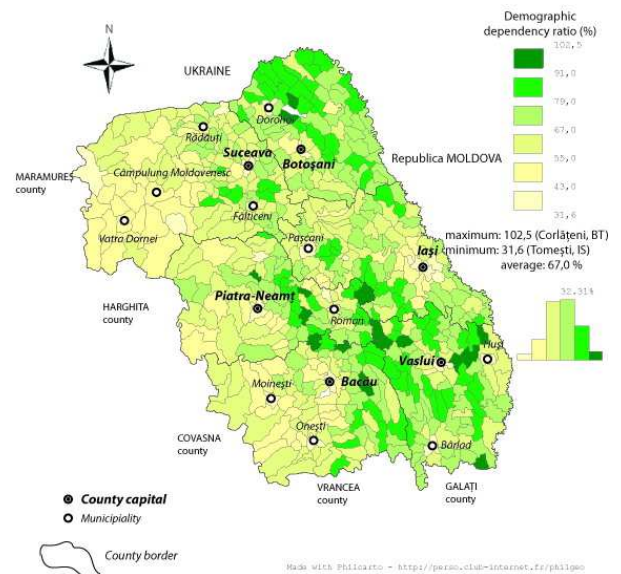 Demographic
dependency ratio (%)
102,5
91,0
79,0
67,0
55,0
43,0
31,6
N
UKRAINE
Dorohoi
Rădăuți
Suceava
Botoșani
Republica MOLDOVA
MARAMUREȘ
county
Câmpulung Moldovenesc
Fălticeni
Vatra Dornei
Pașcani
Iași
maximum: 102,5 (Corlățeni, BT)
minimum: 31,6 (Tomești, IS)
average: 67,0 %
32.31%
HARGHITA
county
Piatra-Neamț
Roman
Huși
Vaslui
Moinești
Bacău
COVASNA
county
Onești
Bârlad
VRANCEA
county
GALAȚI
county
County capital
Municipiality
County border
Made with Philcarto - http://perso.club-internet.fr/philgeo